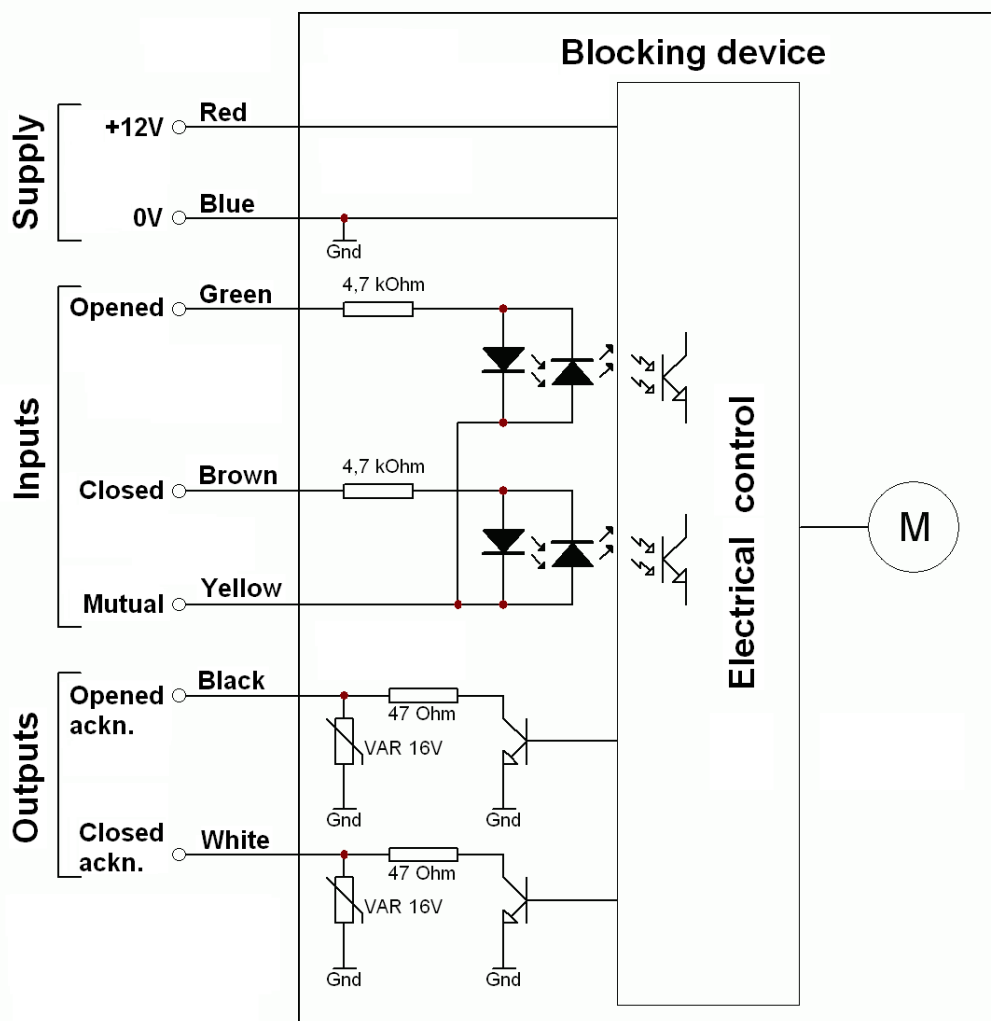 Blocking device
Supply
+12V
Red
0V
Blue
Gnd
Inputs
Opened
Green
4,7 kOhm
Closed
Brown
4,7 kOhm
Mutual
Yellow
Electrical control
M
Outputs
Opened
ackn.
Black
47 Ohm
VAR 16V
Gnd
Gnd
Closed
ackn.
White
47 Ohm
VAR 16V
Gnd
Gnd